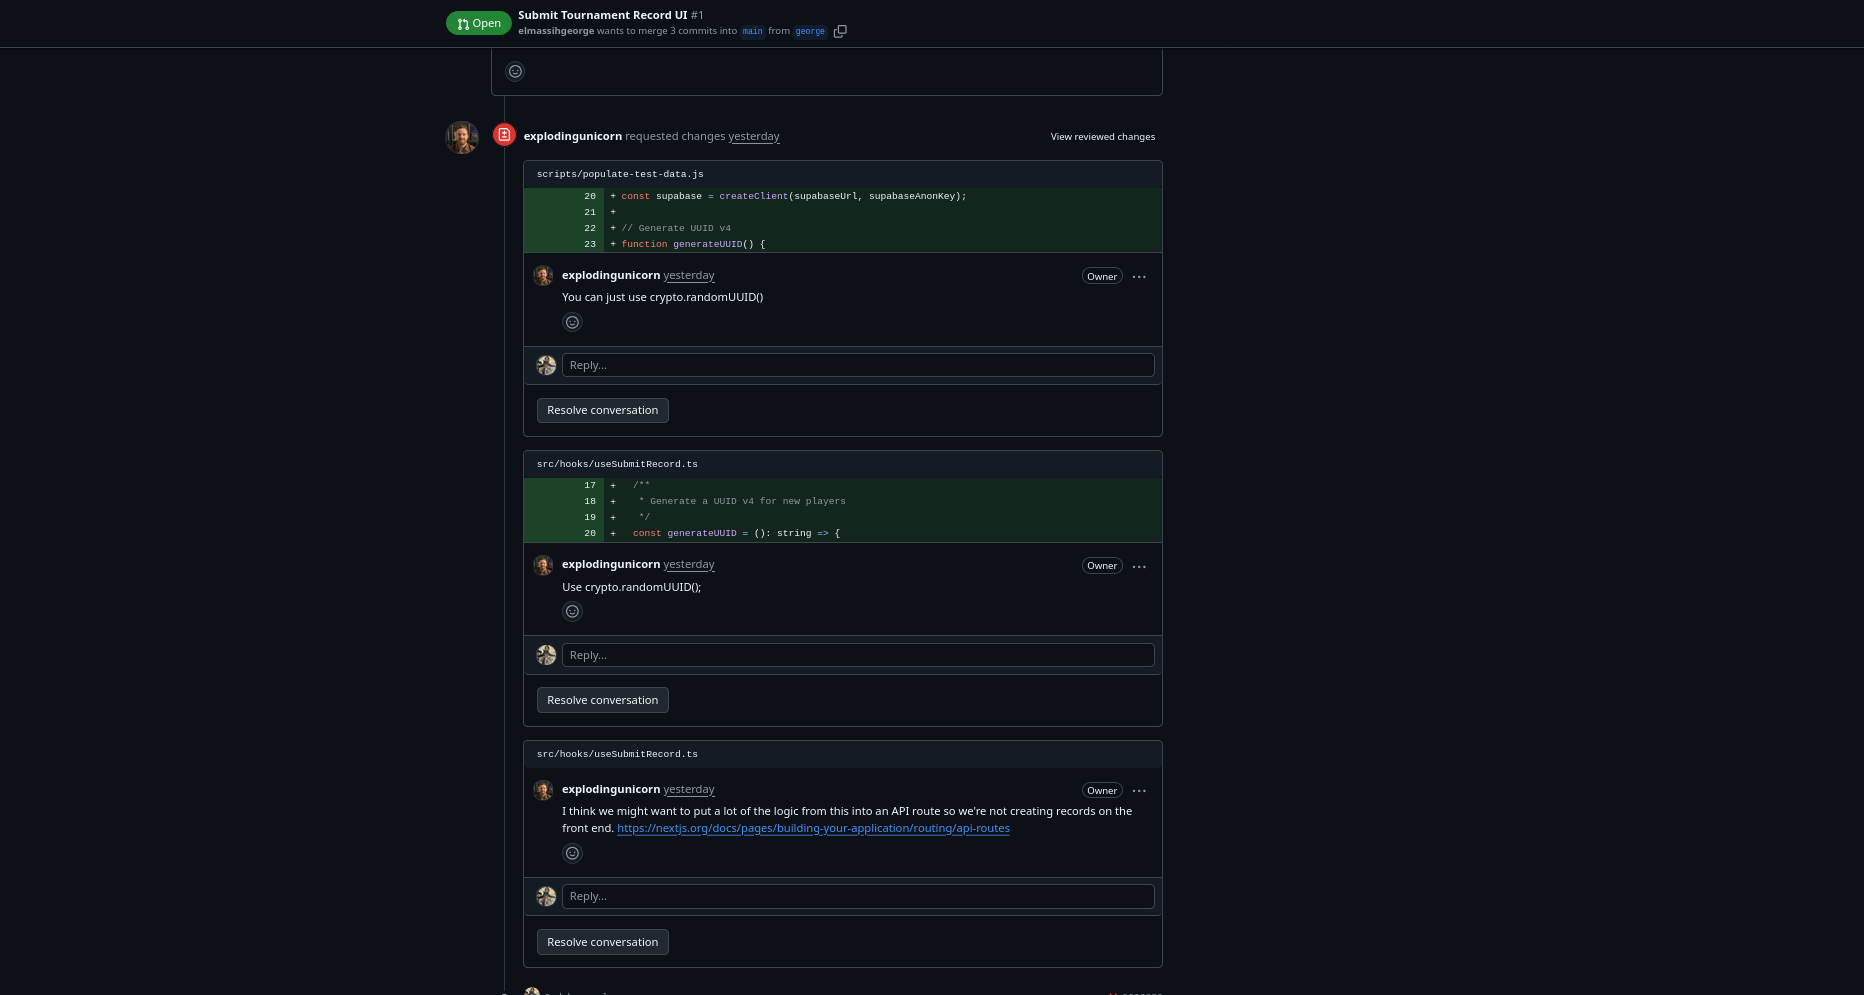 Open
Submit Tournament Record UI #1
elmassihgeorge wants to merge 3 commits into main from george
explodingunicorn requested changes yesterday
View reviewed changes
scripts/populate-test-data.js
20 + const supabase = createClient(supabaseUrl, supabaseAnonKey);
21 +
22 + // Generate UUID v4
23 + function generateUUID() {
explodingunicorn yesterday
Owner
You can just use crypto.randomUUID()
Reply...
Resolve conversation
src/hooks/useSubmitRecord.ts
17 + /**
18 + * Generate a UUID v4 for new players
19 + */
20 + const generateUUID = (): string => {
explodingunicorn yesterday
Owner
Use crypto.randomUUID();
Reply...
Resolve conversation
src/hooks/useSubmitRecord.ts
explodingunicorn yesterday
Owner
I think we might want to put a lot of the logic from this into an API route so we're not creating records on the
front end. https://nextjs.org/docs/pages/building-your-application/routing/api-routes
Reply...
Resolve conversation